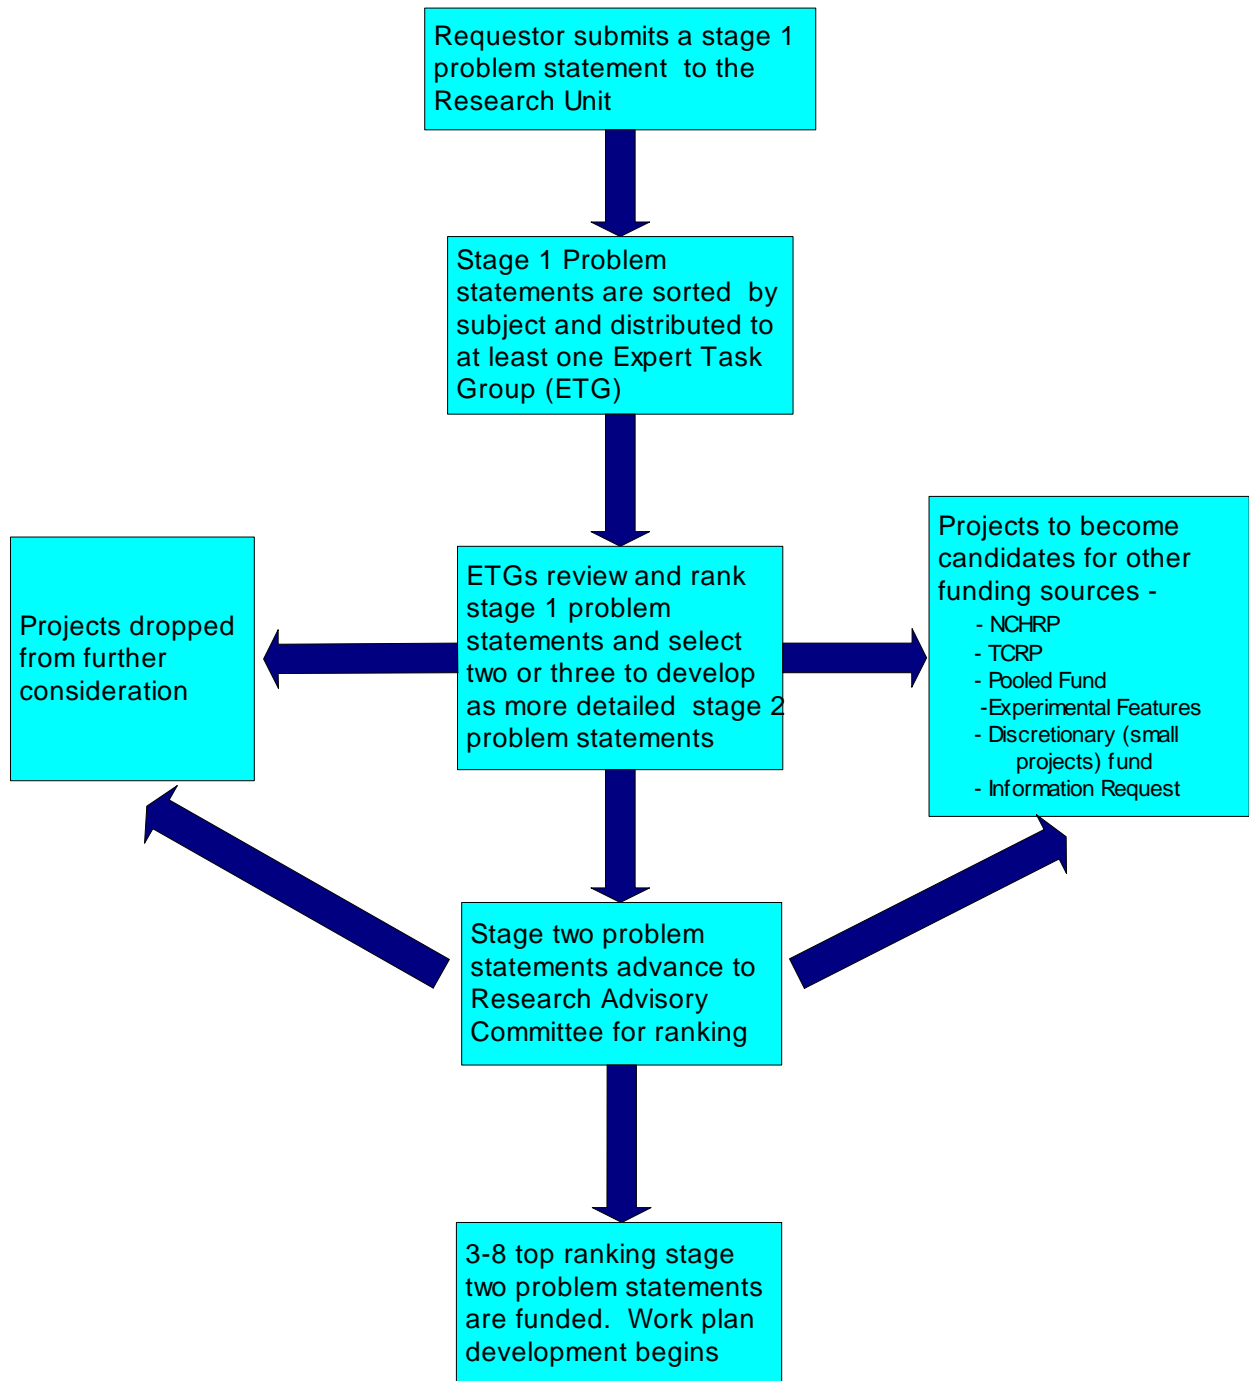 Requestor submits a stage 1
problem statement to the
Research Unit
Stage 1 Problem
statements are sorted by
subject and distributed to
at least one Expert Task
Group (ETG)
Projects dropped
from further
consideration
ETGs review and rank
stage 1 problem
statements and select
two or three to develop
as more detailed stage 2
problem statements
Projects to become
candidates for other
funding sources -
- NCHRP
- TCRP
- Pooled Fund
-Experimental Features
- Discretionary (small
projects) fund
- Information Request
Stage two problem
statements advance to
Research Advisory
Committee for ranking
3-8 top ranking stage
two problem statements
are funded. Work plan
development begins